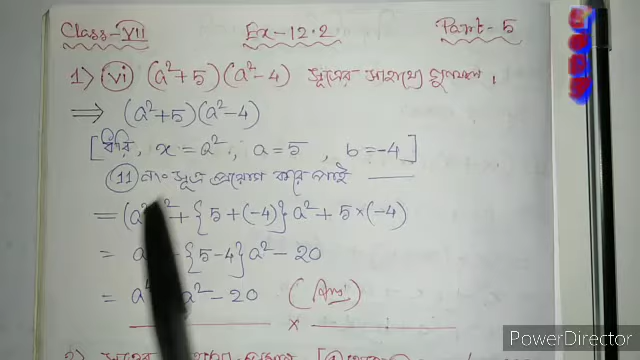 Class-VII Ex-12.2 Part-5
1> (vi) (a²+5)(a²-4) সূত্রের সাহায্যে গুণফল।
⇒ (a²+5)(a²-4)
[ধরি, x=a², a=5, b=-4]
(11) নং সূত্র প্রয়োগ করে পাই
= (a²)²+{5+(-4)}a²+5×(-4)
= {5-4}a²-20
= a² -20 (Ans)
x
PowerDirector